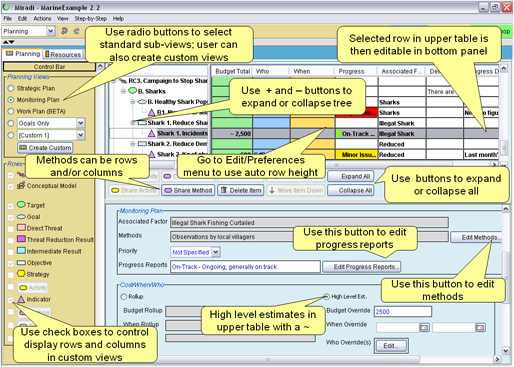 Miradi - MarineExample 2.2
File Edit Actions Step-by-Step Help
Planning
Planning Resources
Control Bar
Planning Views
Strategic Plan
Monitoring Plan
Work Plan (BETA)
Goals Only
[Custom 1]
Create Custom
Rows
Conceptual Model
Target
Goal
Direct Threat
Threat Reduction Result
Intermediate Result
Objective
Strategy
Activity
Indicator
Use radio buttons to select standard sub-views; user can also create custom views
Selected row in upper table is then editable in bottom panel
Budget Total Who When Progress Associated F...
RC3. Campaign to Stop Shar
B. Sharks
B. Healthy Shark Pop
Sharks
There are
Sharks
Shark 1. Reduce Sha
Illegal Shark
Shark 1. Incidents
~ 2,500
On-Track ...
Illegal Shark
Shark 2. Reduce Dem
Reduced
Minor Issu...
Reduced
Last month'
Use + and – buttons to expand or collapse tree
Methods can be rows and/or columns
Go to Edit/Preferences menu to use auto row height
Use buttons to expand or collapse all
Share Activity
Share Method
Delete Item
Move Item Down
Expand All
Collapse All
Monitoring Plan
Associated Factor Illegal Shark Fishing Curtailed
Methods Observations by local villagers
Edit Methods...
Priority Not Specified
Progress Reports On-Track - Ongoing, generally on track
Edit Progress Reports...
Use this button to edit progress reports
Use this button to edit methods
Cost/When/Who
Rollup
High Level Est.
Budget Rollup
Budget Override 2500
When Rollup
When Override
Who Override(s) Edit...
High level estimates in upper table with a ~
Use check boxes to control display rows and columns in custom views